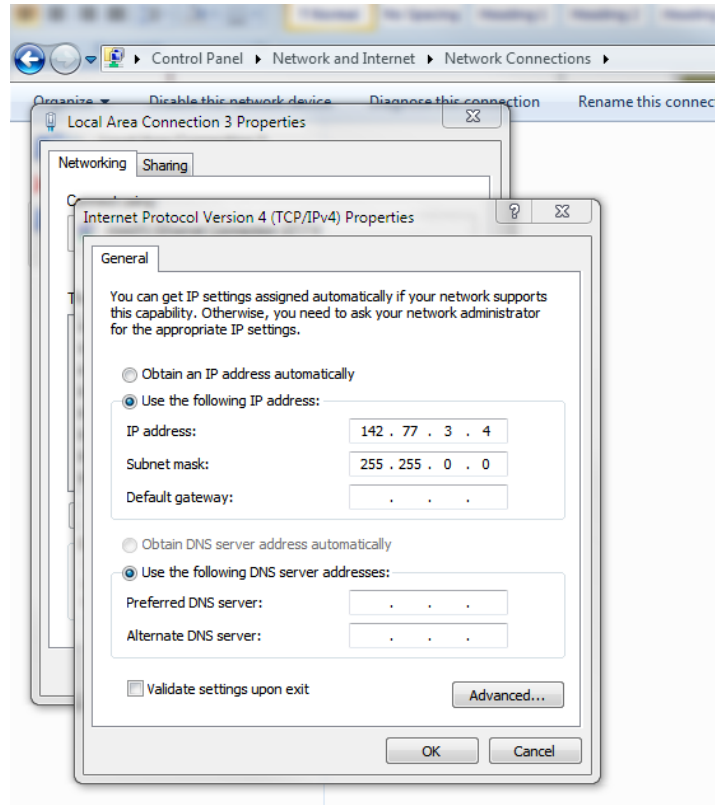 Control Panel Network and Internet Network Connections
Organize Disable this network device Diagnose this connection Rename this connec
Local Area Connection 3 Properties
Networking Sharing
Internet Protocol Version 4 (TCP/IPv4) Properties
General
You can get IP settings assigned automatically if your network supports
this capability. Otherwise, you need to ask your network administrator
for the appropriate IP settings.
Obtain an IP address automatically
Use the following IP address:
IP address: 142 . 77 . 3 . 4
Subnet mask: 255 . 255 . 0 . 0
Default gateway: . . .
Obtain DNS server address automatically
Use the following DNS server addresses:
Preferred DNS server: . . .
Alternate DNS server: . . .
Validate settings upon exit
Advanced...
OK Cancel